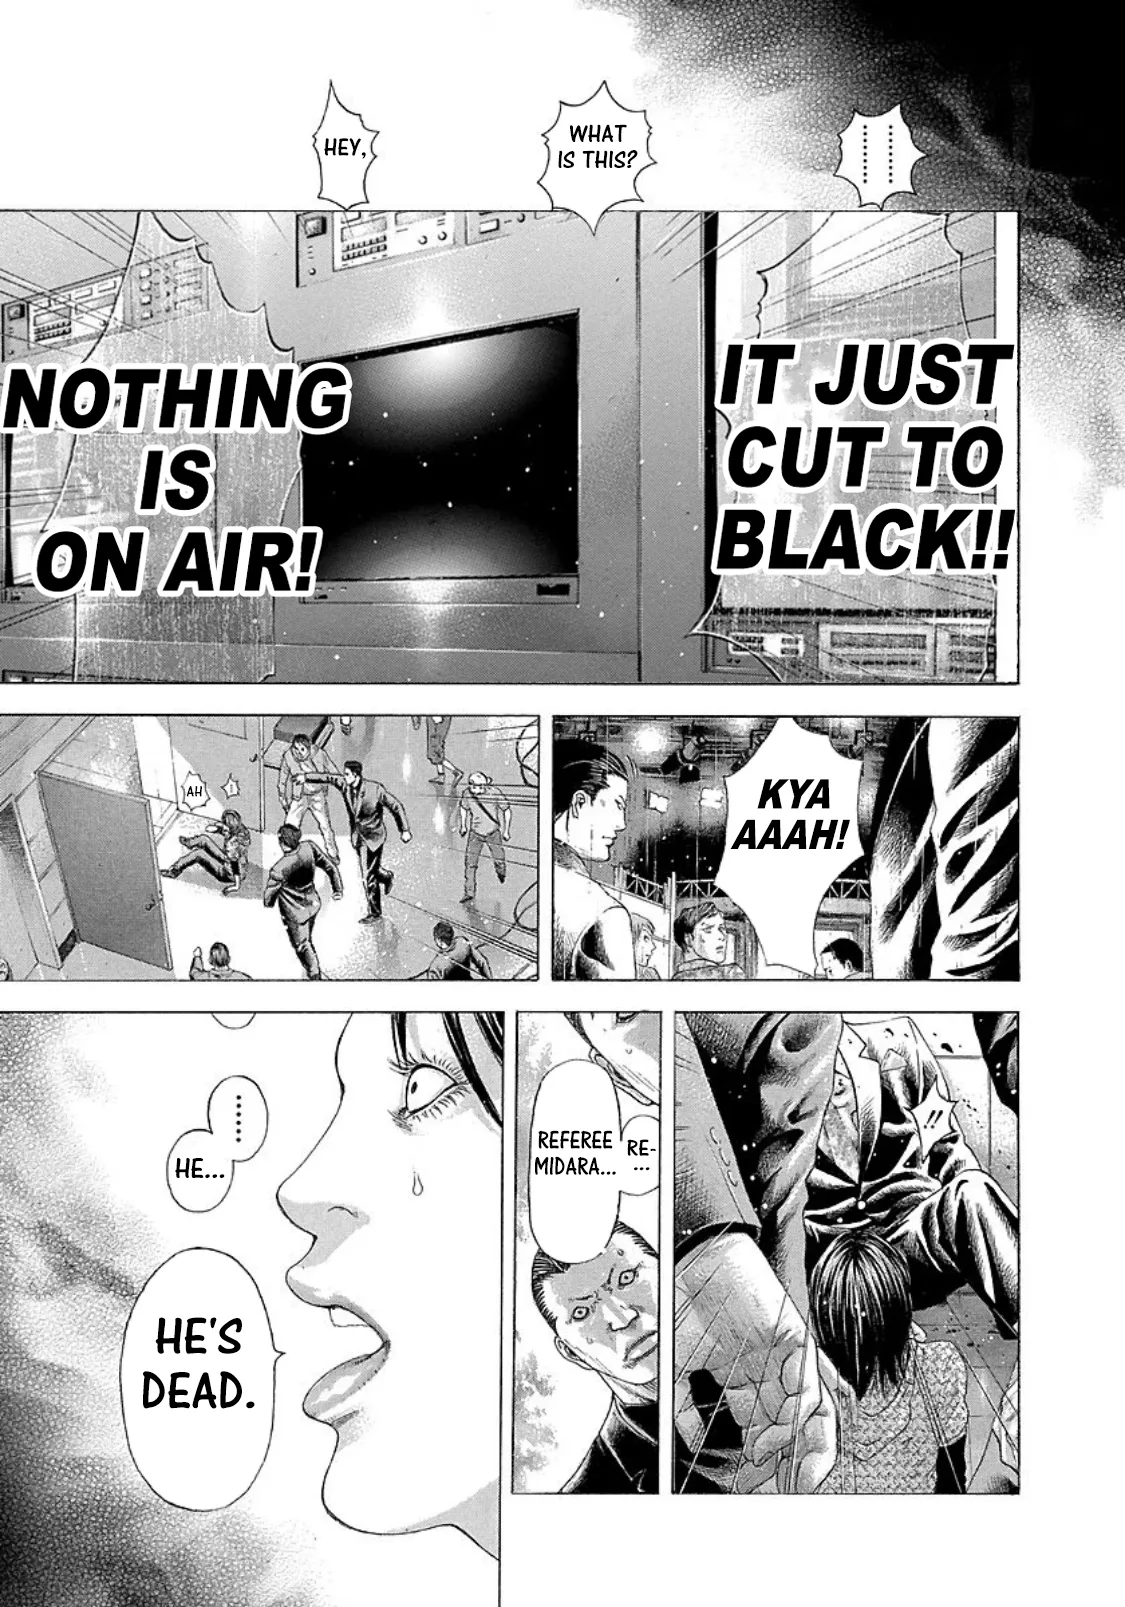 ...........
WHAT
IS THIS?
HEY,
IT JUST
CUT TO
BLACK!!
NOTHING
IS
ON AIR!
KYA
AAAH!
..
AH
!!
RE-
...
REFEREE
MIDARA...
......
HE...
HE'S
DEAD.